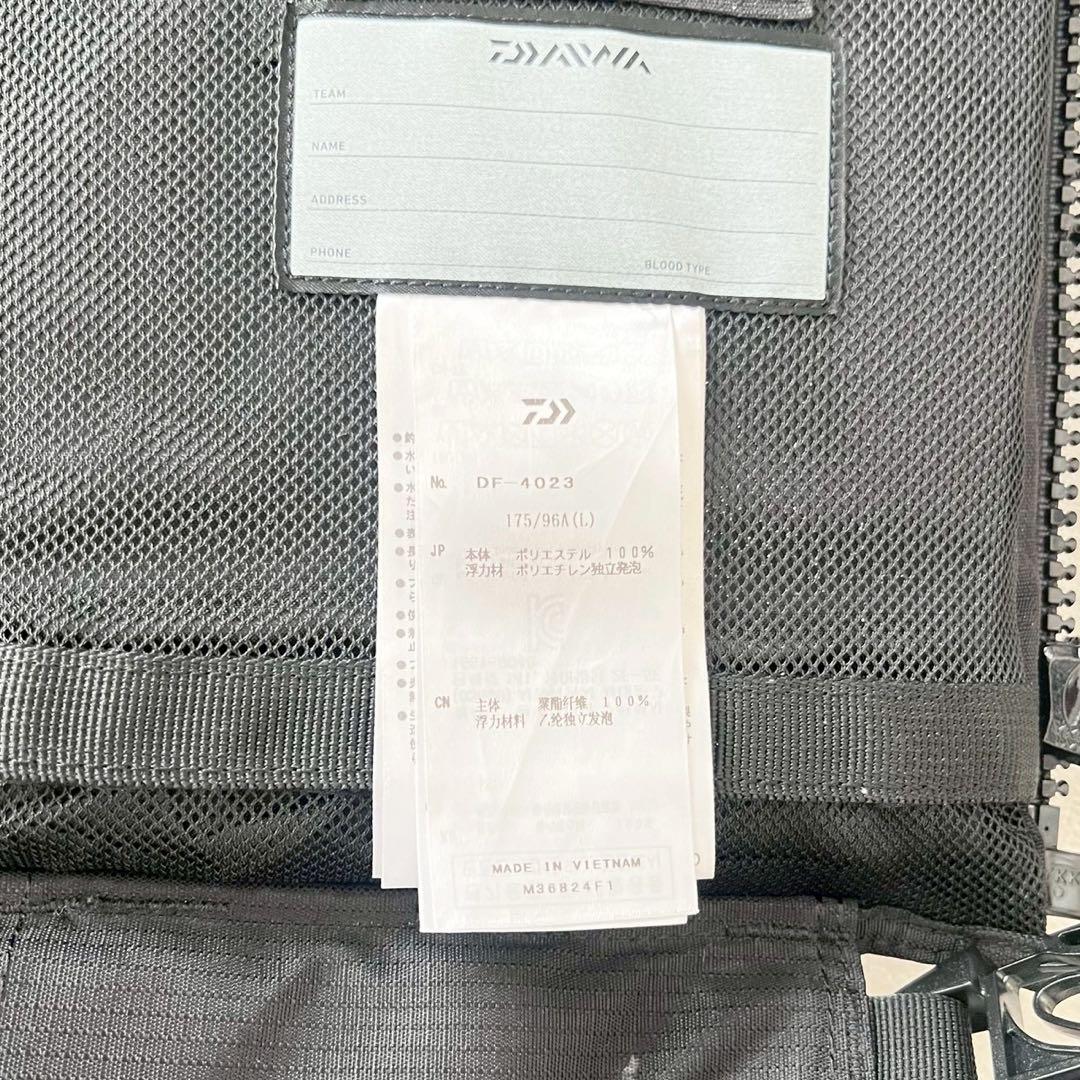 DAIWA
TEAM
NAME
ADDRESS
PHONE
BLOOD TYPE
No. DF-4023
175/96A(L)
JP 本体 ポリエステル 100%
浮力材 ポリエチレン独立発泡
CN 主体 聚酯纤维 100%
浮力材料 乙纶独立发泡
MADE IN VIETNAM
M36824F1